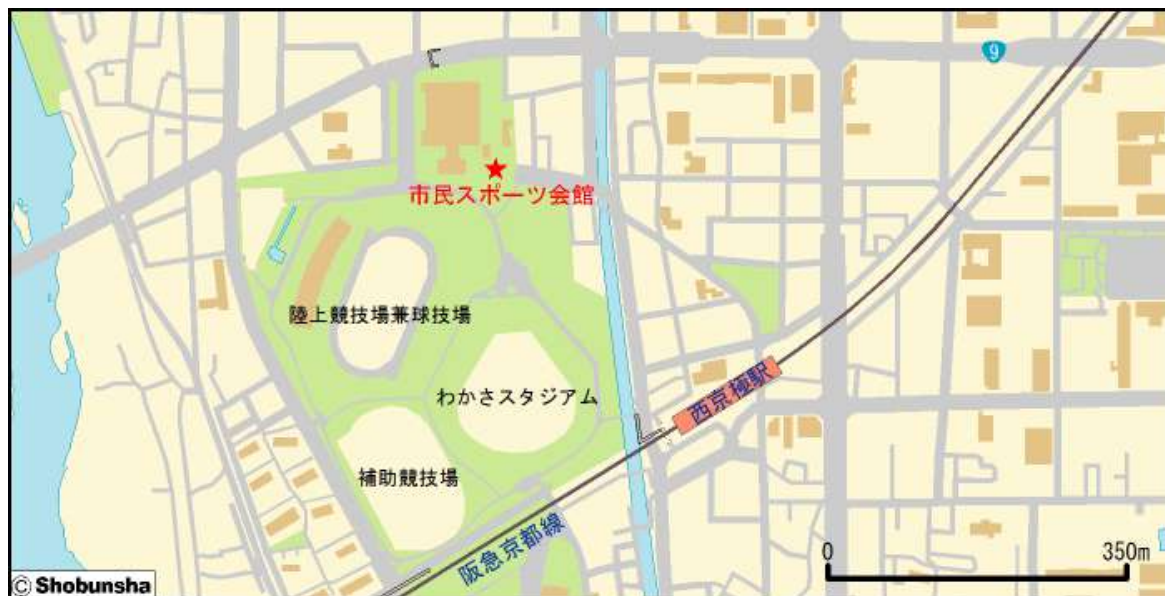 9
市民スポーツ会館
陸上競技場兼球技場
わかさスタジアム
西京極駅
補助競技場
阪急京都線
0 350m
© Shobunsha